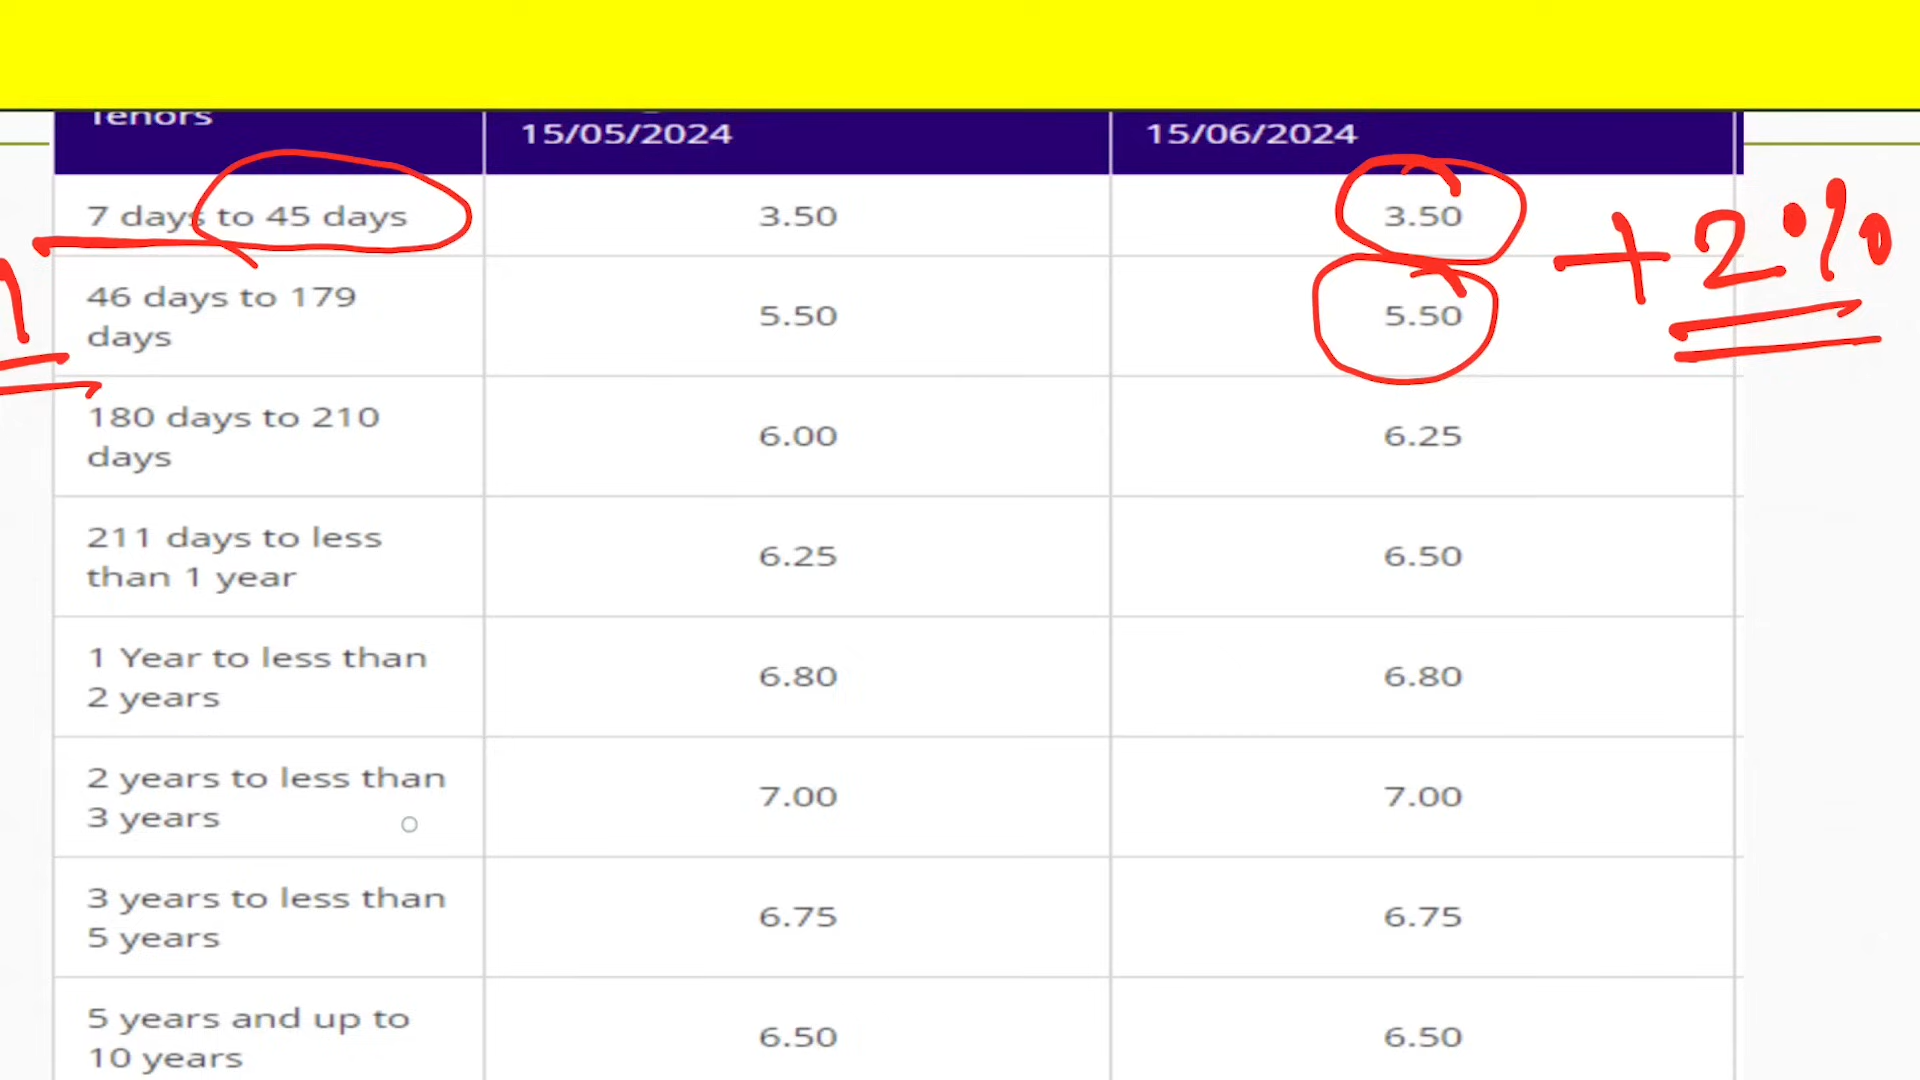 Tenors
15/05/2024 15/06/2024
7 days to 45 days 3.50 3.50 +2%
46 days to 179
days 5.50 5.50
180 days to 210
days 6.00 6.25
211 days to less
than 1 year 6.25 6.50
1 Year to less than
2 years 6.80 6.80
2 years to less than
3 years 7.00 7.00
3 years to less than
5 years 6.75 6.75
5 years and up to
10 years 6.50 6.50